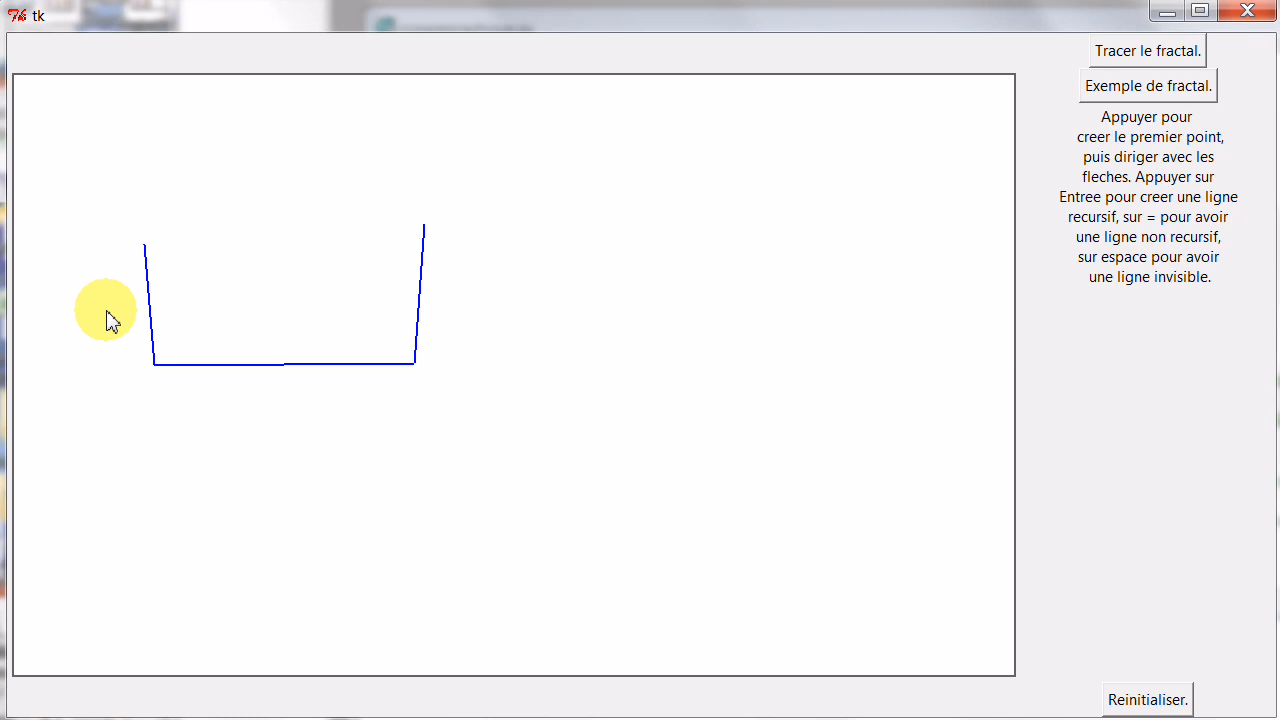 tk
Tracer le fractal.
Exemple de fractal.
Appuyer pour
creer le premier point,
puis diriger avec les
fleches. Appuyer sur
Entree pour creer une ligne
recursif, sur = pour avoir
une ligne non recursif,
sur espace pour avoir
une ligne invisible.
Reinitialiser.